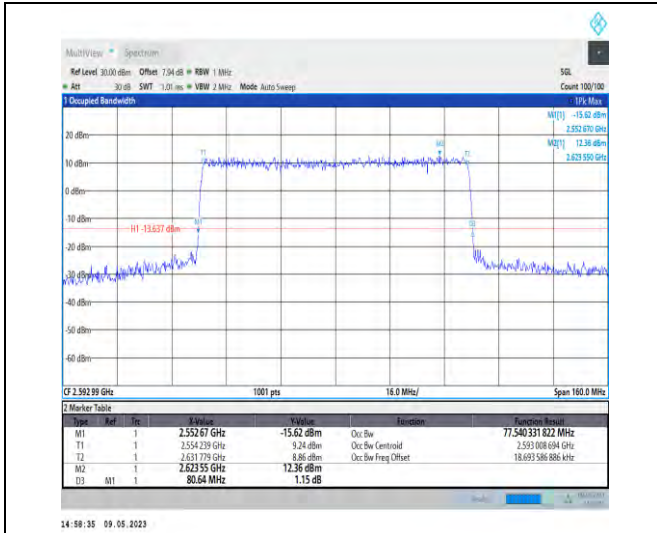 MultiView Spectrum
Ref Level 30.00 dBm Offset 7.94 dB RBW 1 MHz SGL
Att 30 dB SWT 1.01 ms VBW 2 MHz Mode Auto Sweep Count 100/100
1 Occupied Bandwidth 1Pk Max
M1[1] -15.62 dBm
2.552 670 GHz
M2[1] 12.36 dBm
2.623 550 GHz
20 dBm
T1
M2
T2
10 dBm
0 dBm
-10 dBm
M1
D3
H1 -13.637 dBm
-30 dBm
-40 dBm
-50 dBm
-60 dBm
CF 2.592 99 GHz 1001 pts 16.0 MHz/ Span 160.0 MHz
2 Marker Table
Type Ref Trc X-Value Y-Value Function Function Result
M1 1 2.552 67 GHz -15.62 dBm Occ Bw 77.540 331 822 MHz
T1 1 2.554 239 GHz 9.24 dBm Occ Bw Centroid 2.593 008 694 GHz
T2 1 2.631 779 GHz 8.86 dBm Occ Bw Freq Offset 18.693 586 886 kHz
M2 1 2.623 55 GHz 12.36 dBm
D3 M1 1 80.64 MHz 1.15 dB
14:58:35 09.05.2023